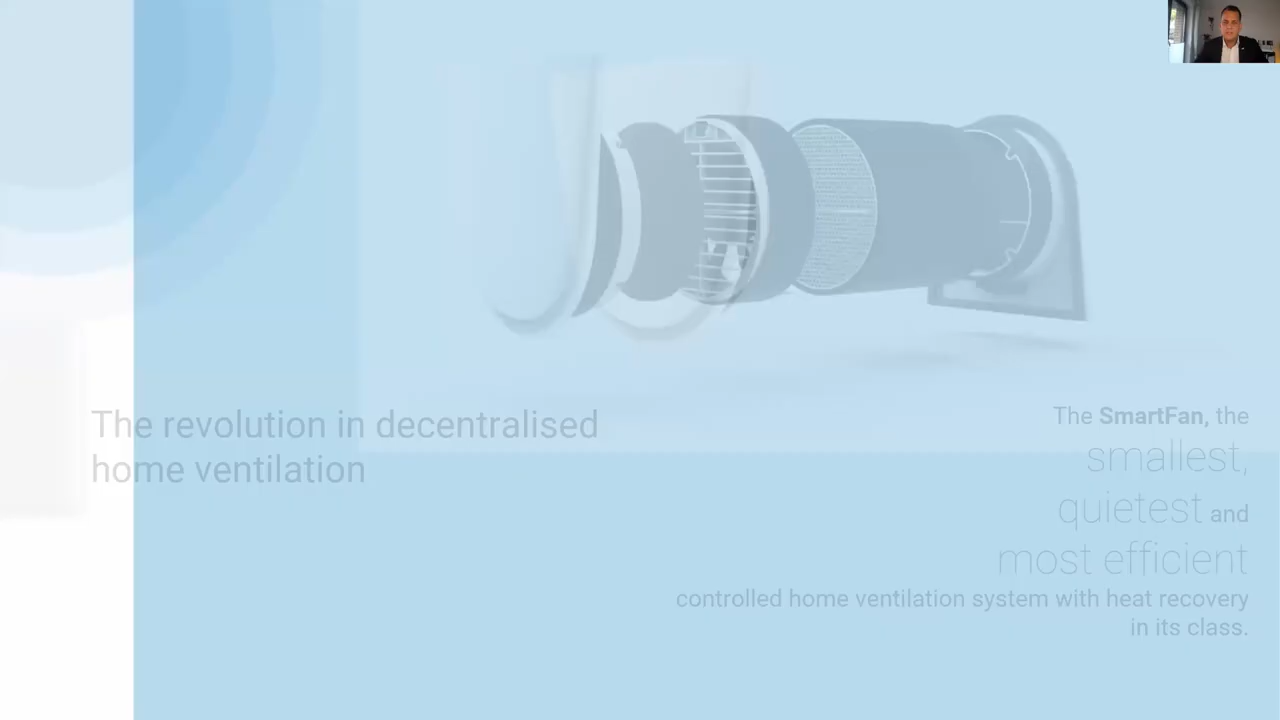 The revolution in decentralised
home ventilation
The SmartFan, the
smallest,
quietest and
most efficient
controlled home ventilation system with heat recovery
in its class.